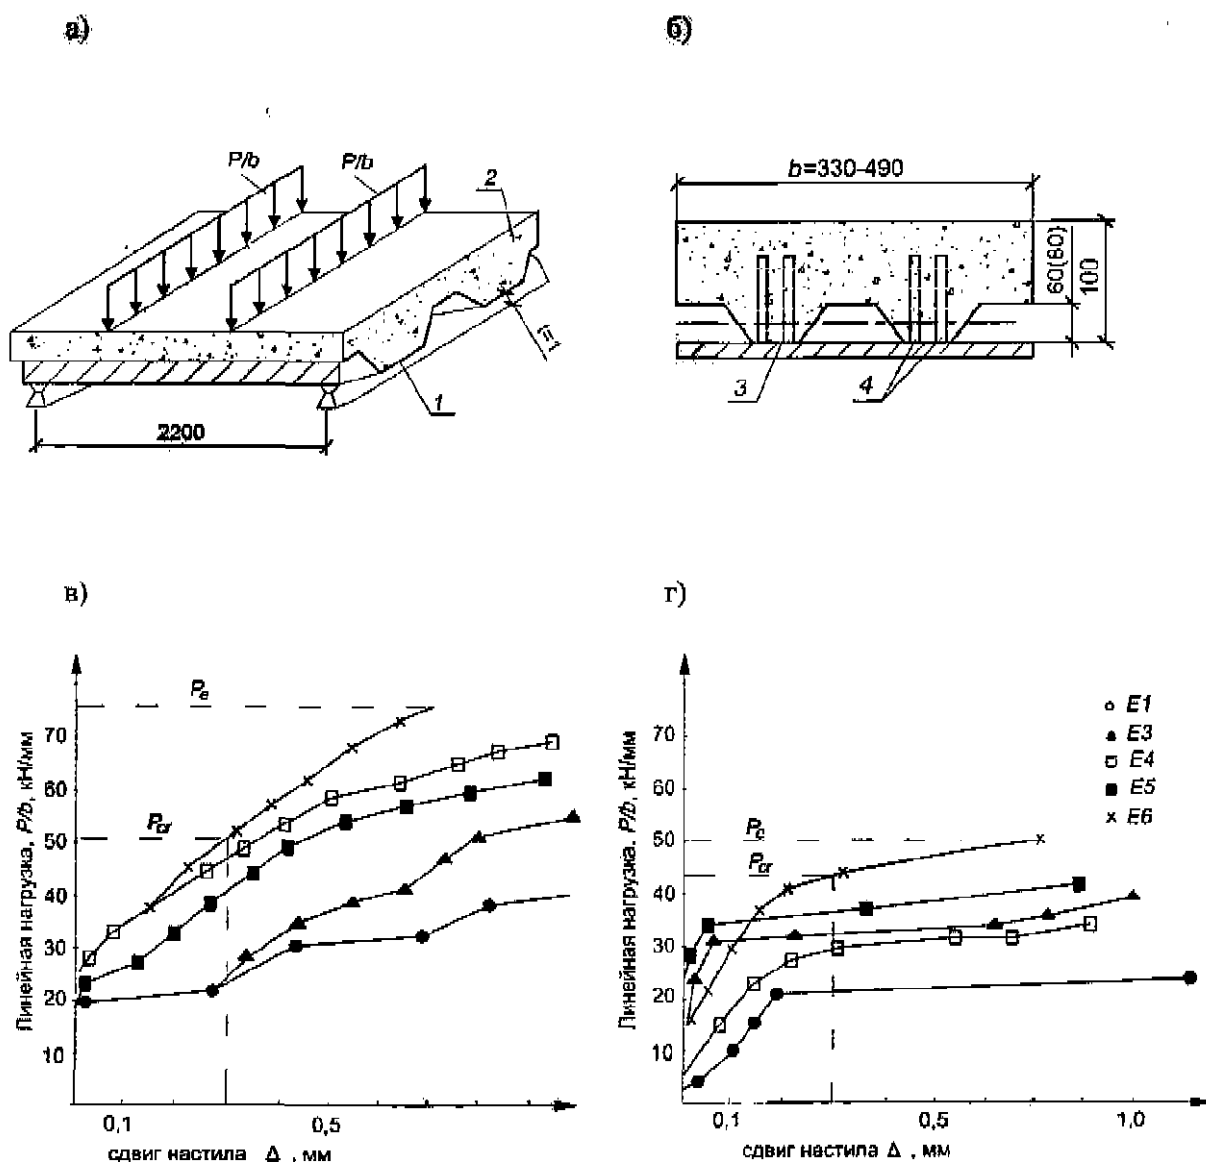 а)
б)
P/b
P/b
2
1
2200
b=330-490
60(80)
100
3
4
в)
г)
Линейная нагрузка, P/b, кН/мм
70
60
50
40
30
20
10
Pe
Pcr
0,1
0,5
сдвиг настила Δ , мм
Линейная нагрузка, P/b, кН/мм
70
60
50
40
30
20
10
Pcr
E1
E3
E4
E5
E6
0,1
0,5
1,0
сдвиг настила Δ , мм